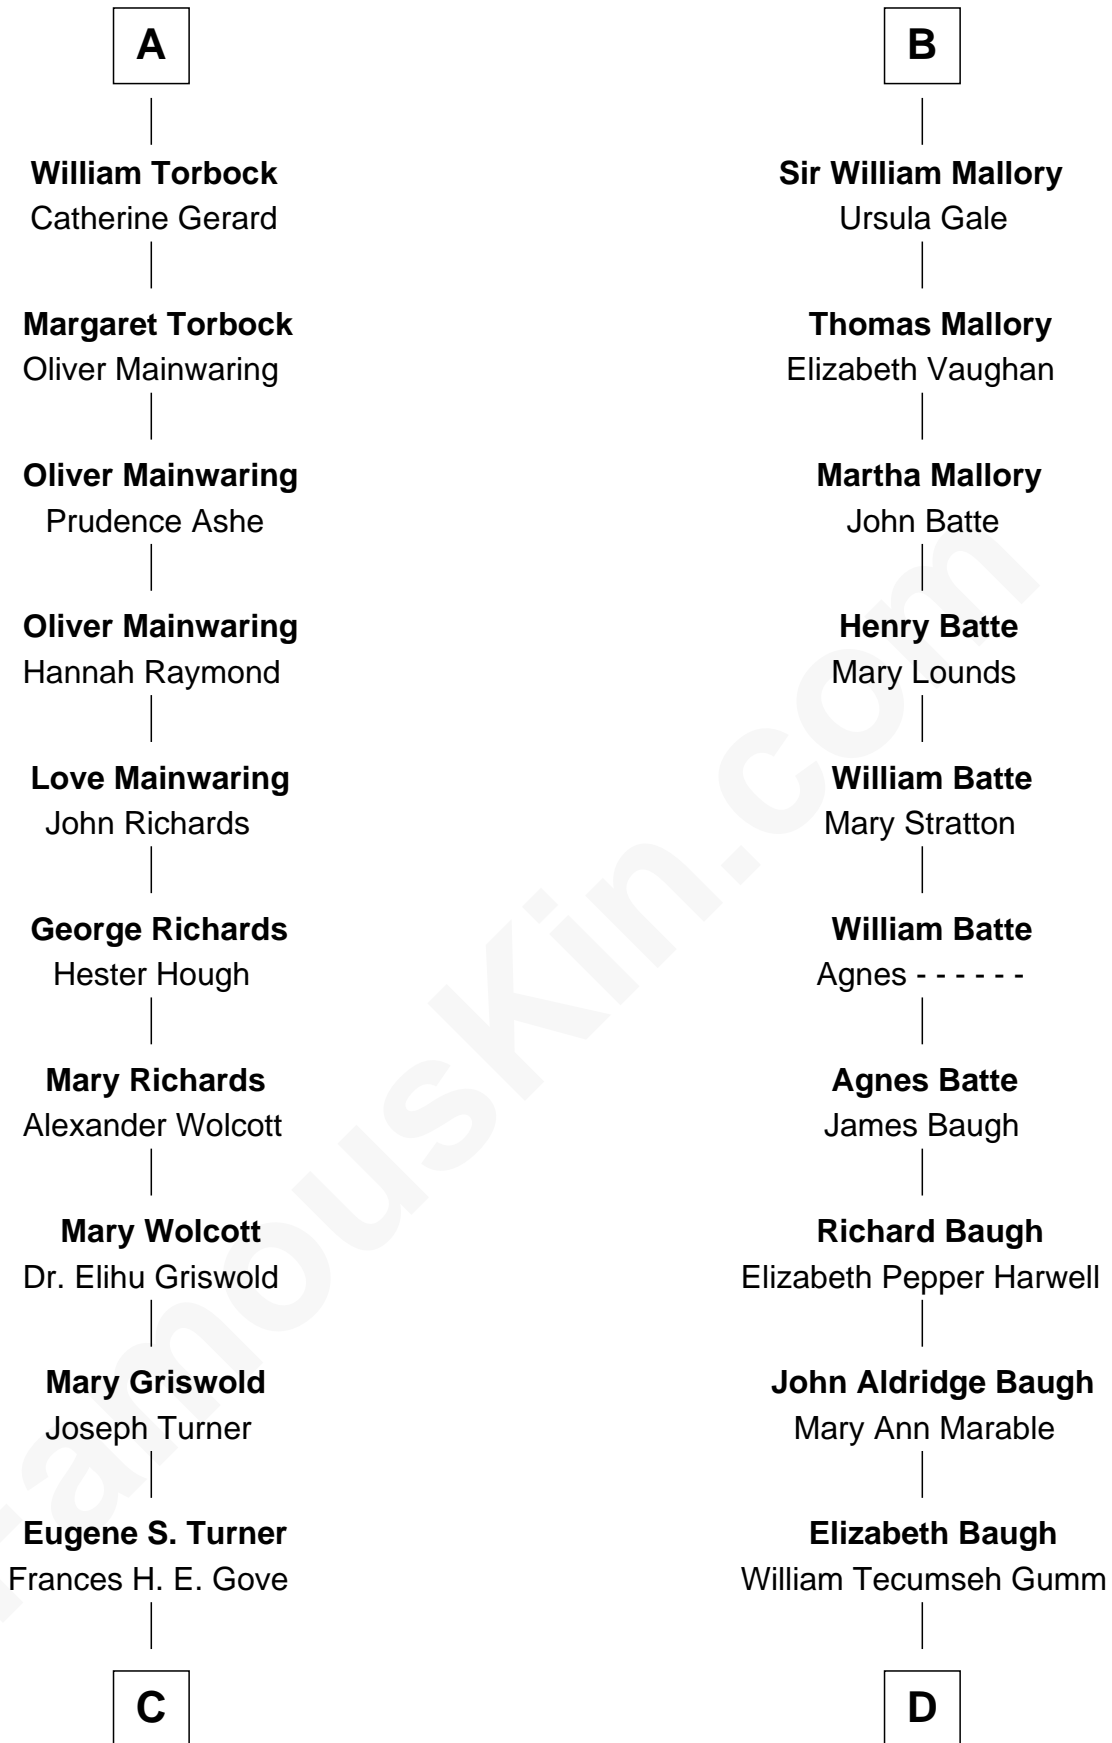 A
William Torbock
Catherine Gerard
Margaret Torbock
Oliver Mainwaring
Oliver Mainwaring
Prudence Ashe
Oliver Mainwaring
Hannah Raymond
Love Mainwaring
John Richards
George Richards
Hester Hough
Mary Richards
Alexander Wolcott
Mary Wolcott
Dr. Elihu Griswold
Mary Griswold
Joseph Turner
Eugene S. Turner
Frances H. E. Gove
C
B
Sir William Mallory
Ursula Gale
Thomas Mallory
Elizabeth Vaughan
Martha Mallory
John Batte
Henry Batte
Mary Lounds
William Batte
Mary Stratton
William Batte
Agnes - - - - - -
Agnes Batte
James Baugh
Richard Baugh
Elizabeth Pepper Harwell
John Aldridge Baugh
Mary Ann Marable
Elizabeth Baugh
William Tecumseh Gumm
D
FamousKin.com